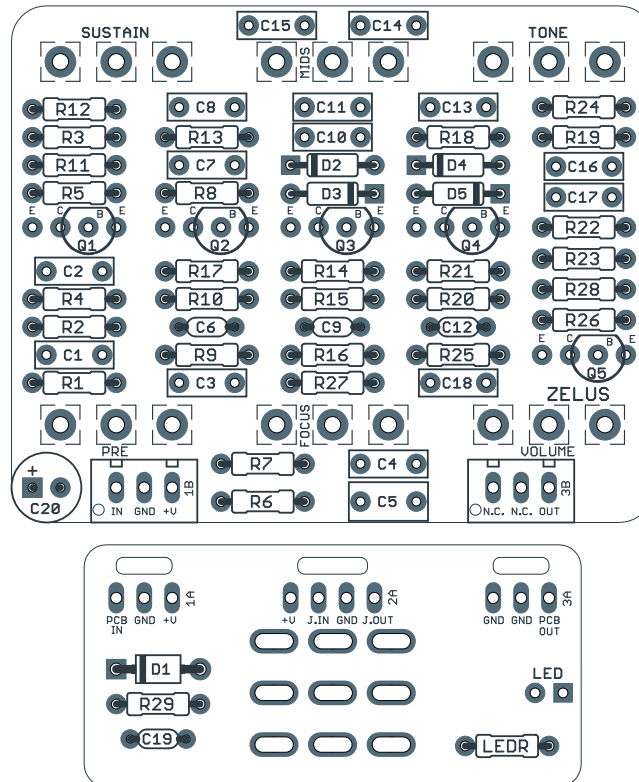 C15 C14
SUSTAIN MIDS TONE
R12 C8 C11 C13 R24
R3 R13 C10 R18 R19
R11 C7 D2 D4 C16
R5 R8 D3 D5 C17
E C B E E C B E E C B E E C B E R22
Q1 Q2 Q3 Q4
C2 R17 R14 R21 R23
R4 R10 R15 R20 R28
R2 C6 C9 C12 R26
C1 R9 R16 R25 E C B E
R1 C3 R27 C18 Q5
ZELUS
PRE FOCUS VOLUME
R7 C4
+ 1B 3B
C20 IN GND +V R6 C5 N.C. N.C. OUT
1A 2A 3A
PCB IN GND +V +V J.IN GND J.OUT GND GND PCB OUT
D1 LED
R29
C19 LEDR